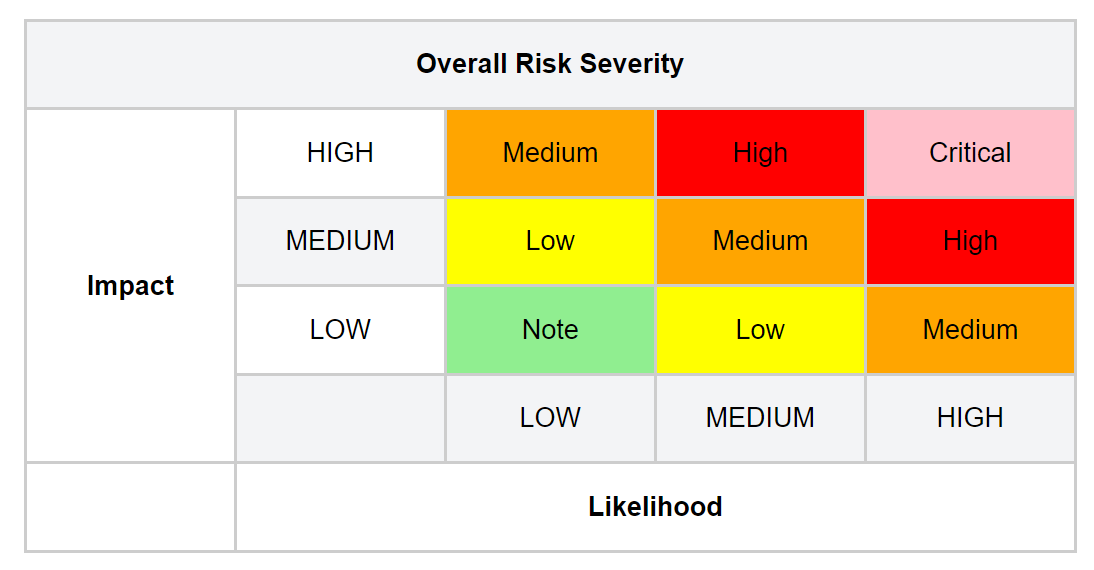 Overall Risk Severity
HIGH Medium High Critical
MEDIUM Low Medium High
Impact
LOW Note Low Medium
LOW MEDIUM HIGH
Likelihood